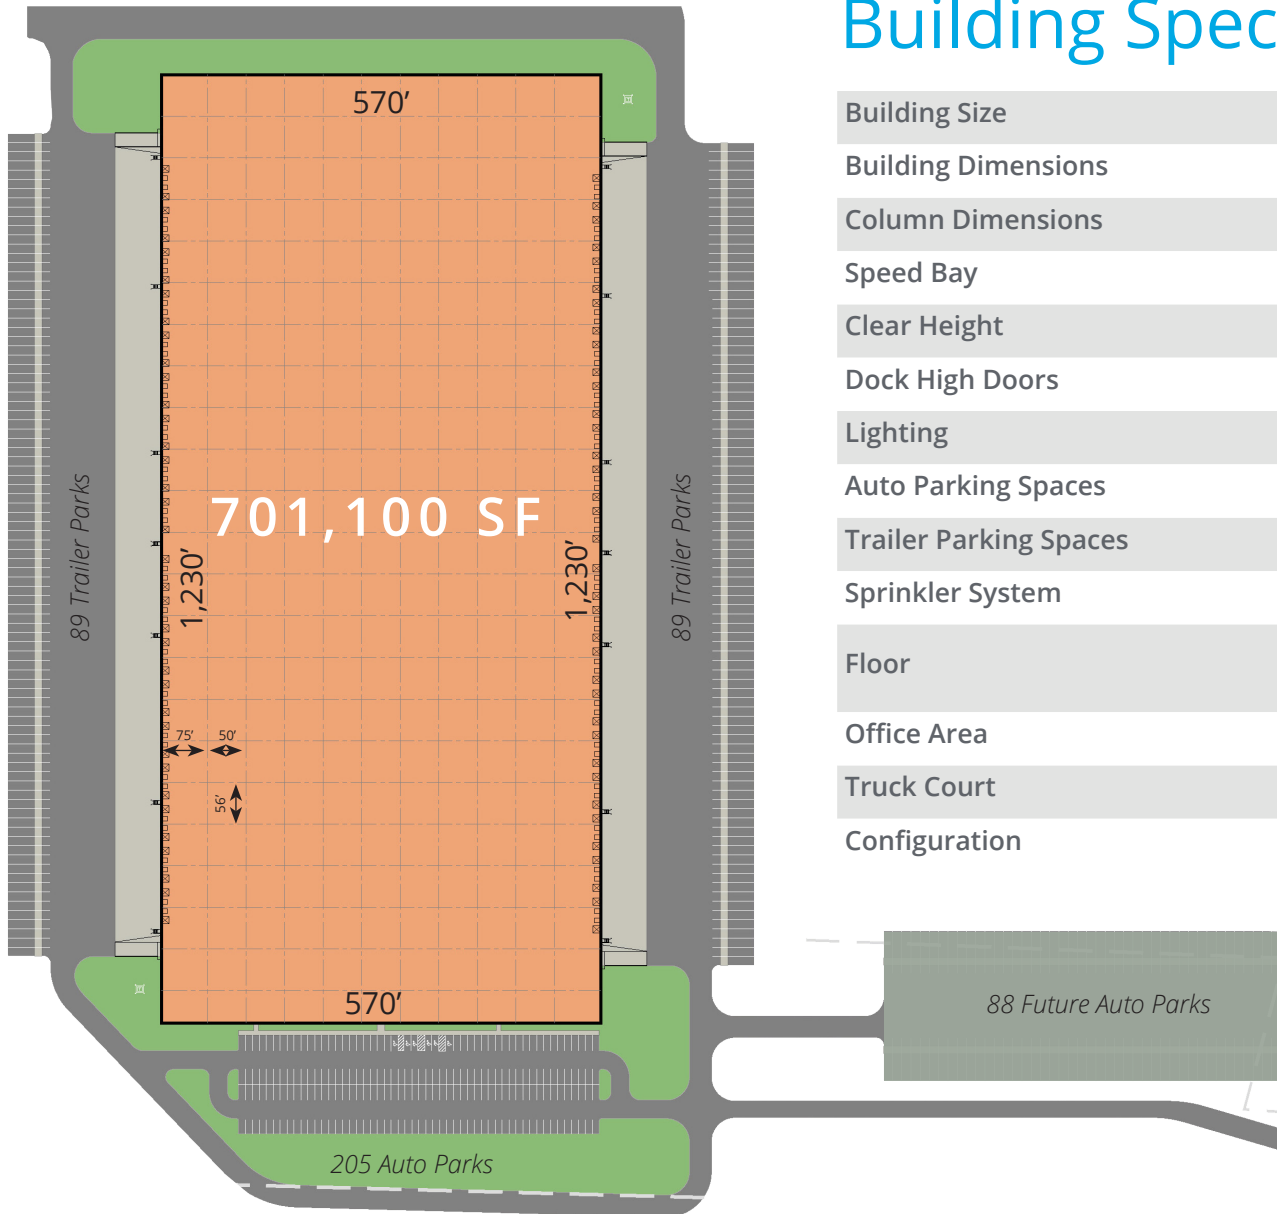 Building Spec
570’
Building Size
Building Dimensions
Column Dimensions
Speed Bay
Clear Height
Dock High Doors
Lighting
Auto Parking Spaces
Trailer Parking Spaces
Sprinkler System
Floor
Office Area
Truck Court
Configuration
701,100 SF
89 Trailer Parks
1,230’
1,230’
89 Trailer Parks
75’ 50’
56’
570’
88 Future Auto Parks
205 Auto Parks